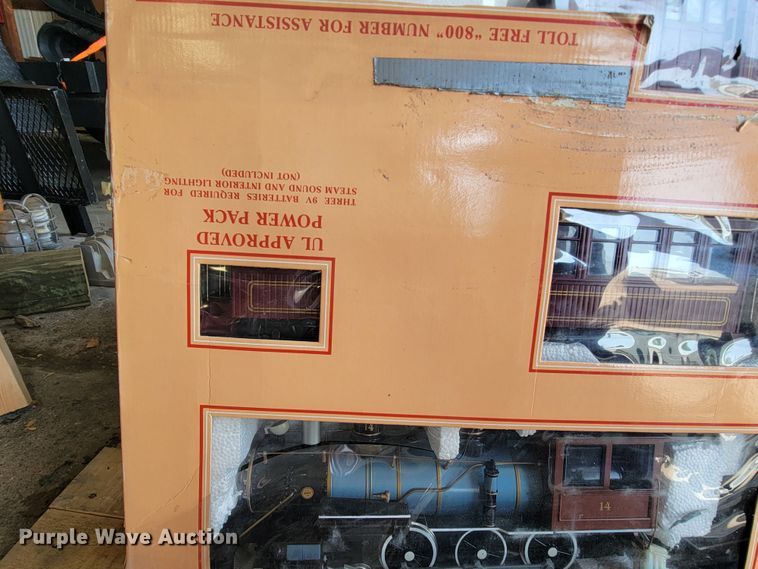 TOLL FREE "800" NUMBER FOR ASSISTANCE
UL APPROVED
POWER PACK
THREE 9V BATTERIES REQUIRED FOR
STEAM SOUND AND INTERIOR LIGHTING
(NOT INCLUDED)
14
14
Purple Wave Auction